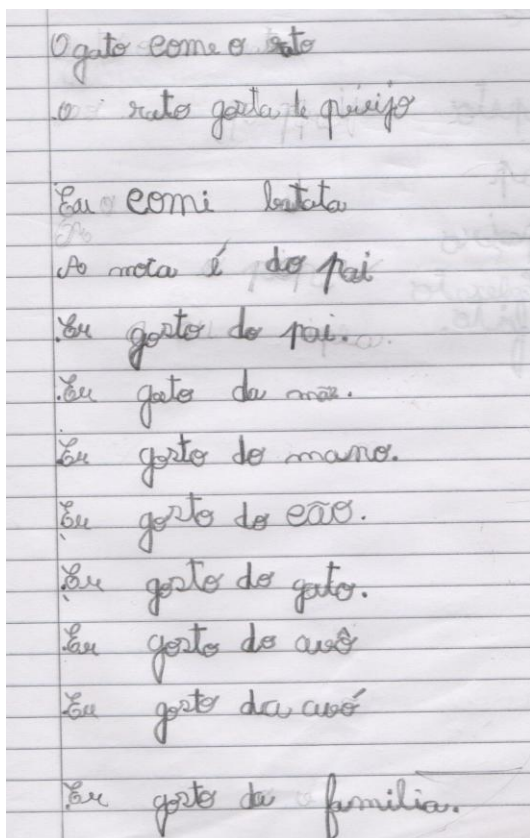 O gato come o rato
o rato gosta de queijo
Eu comi batata
A mota é do pai
Eu gosto do pai.
Eu gato da mãe.
Eu gosto do mano.
Eu gosto do cão.
Eu gosto do gato.
Eu gosto do avô
Eu gosto da avó
Eu gosto da familia.